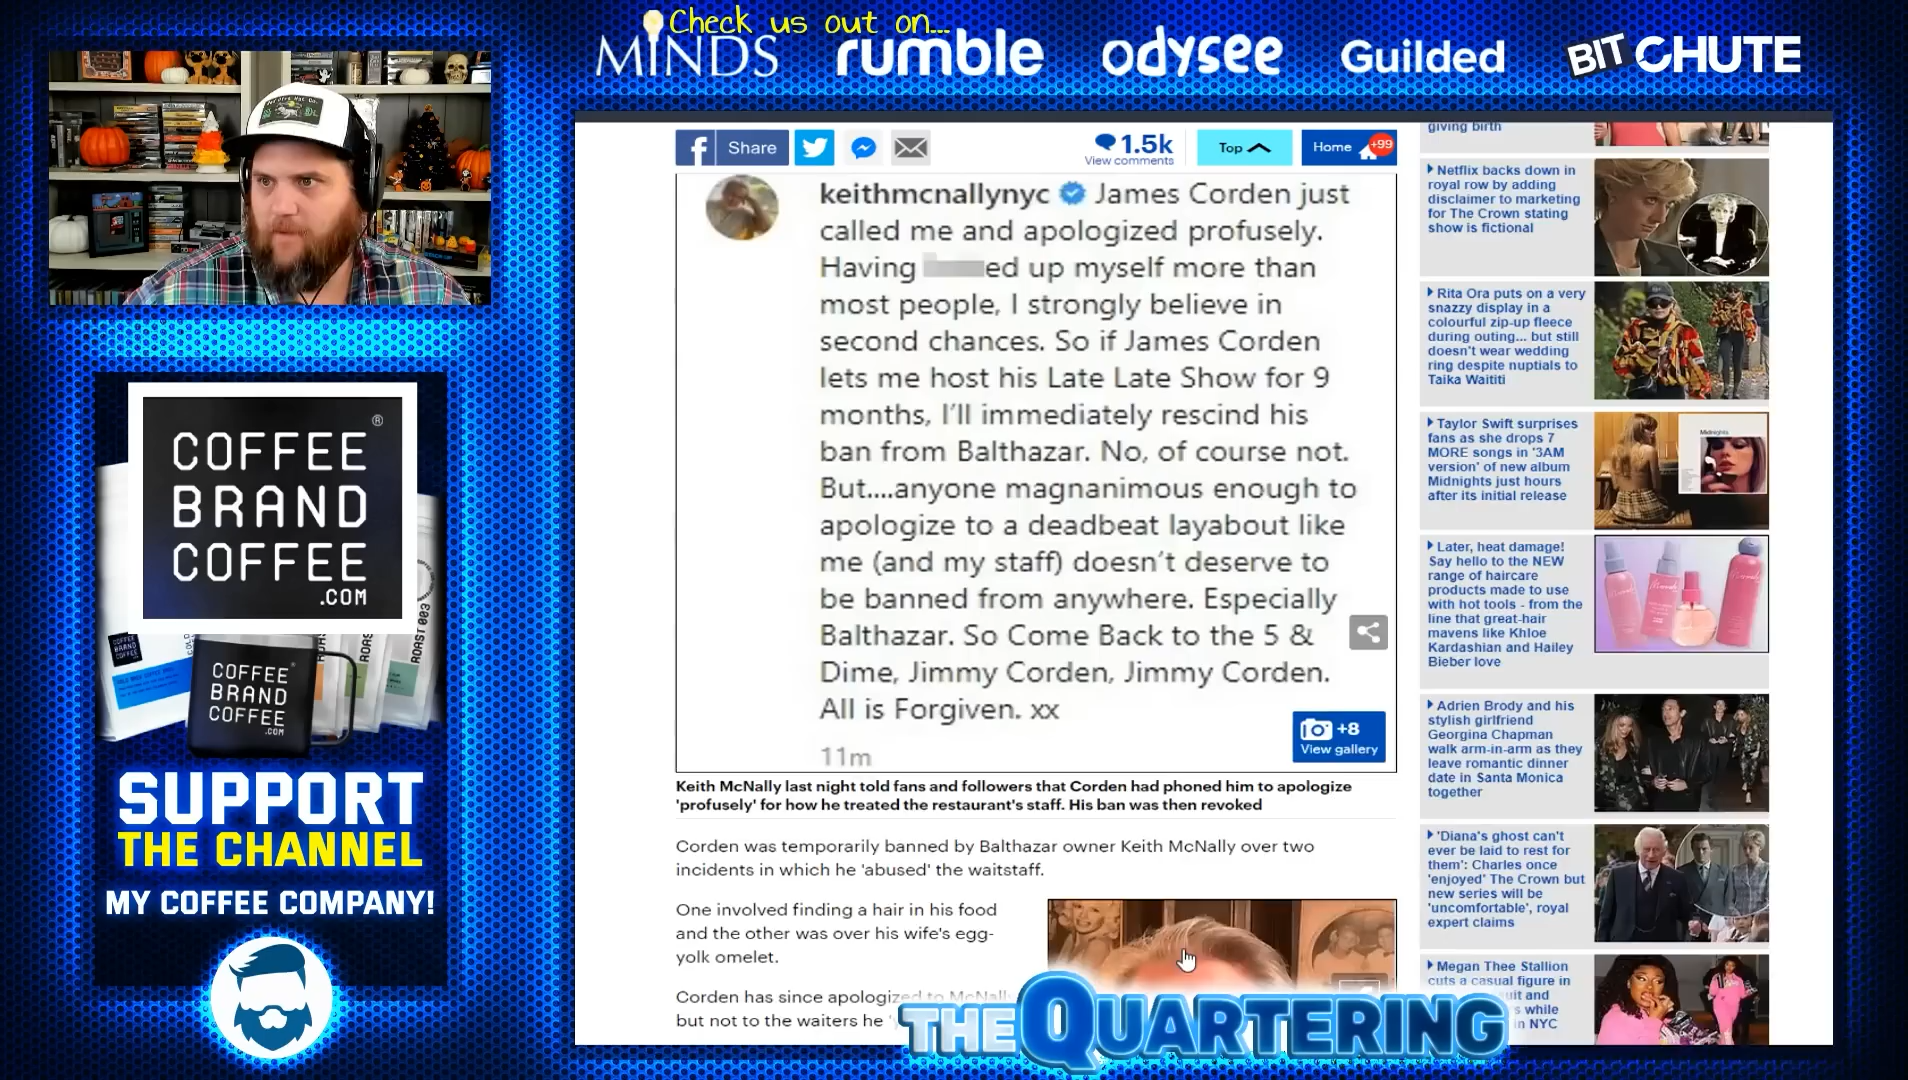 Check us out on...
MINDS
rumble
odysee
Guilded
BITCHUTE
COFFEE
BRAND
COFFEE
.COM
®
ROAST 003
COFFEE
BRAND
COFFEE
.COM
SUPPORT
THE CHANNEL
MY COFFEE COMPANY!
f Share
1.5k
View comments
Top
Home
+99
keithmcnallynyc James Corden just
called me and apologized profusely.
Having ed up myself more than
most people, I strongly believe in
second chances. So if James Corden
lets me host his Late Late Show for 9
months, I'll immediately rescind his
ban from Balthazar. No, of course not.
But....anyone magnanimous enough to
apologize to a deadbeat layabout like
me (and my staff) doesn't deserve to
be banned from anywhere. Especially
Balthazar. So Come Back to the 5 &
Dime, Jimmy Corden, Jimmy Corden.
All is Forgiven. xx
11m
+8
View gallery
Keith McNally last night told fans and followers that Corden had phoned him to apologize
'profusely' for how he treated the restaurant's staff. His ban was then revoked
Corden was temporarily banned by Balthazar owner Keith McNally over two
incidents in which he 'abused' the waitstaff.
One involved finding a hair in his food
and the other was over his wife's egg-
yolk omelet.
Corden has since apologized to McNally
but not to the waiters he
THE QUARTERING
giving birth
Netflix backs down in
royal row by adding
disclaimer to marketing
for The Crown stating
show is fictional
Rita Ora puts on a very
snazzy display in a
colourful zip-up fleece
during outing... but still
doesn't wear wedding
ring despite nuptials to
Taika Waititi
Taylor Swift surprises
fans as she drops 7
MORE songs in '3AM
version' of new album
Midnights just hours
after its initial release
Midnights
Later, heat damage!
Say hello to the NEW
range of haircare
products made to use
with hot tools - from the
line that great-hair
mavens like Khloe
Kardashian and Hailey
Bieber love
Adrien Brody and his
stylish girlfriend
Georgina Chapman
walk arm-in-arm as they
leave romantic dinner
date in Santa Monica
together
'Diana's ghost can't
ever be laid to rest for
them': Charles once
'enjoyed' The Crown but
new series will be
'uncomfortable', royal
expert claims
Megan Thee Stallion
cuts a casual figure in
uit and
s while
in NYC